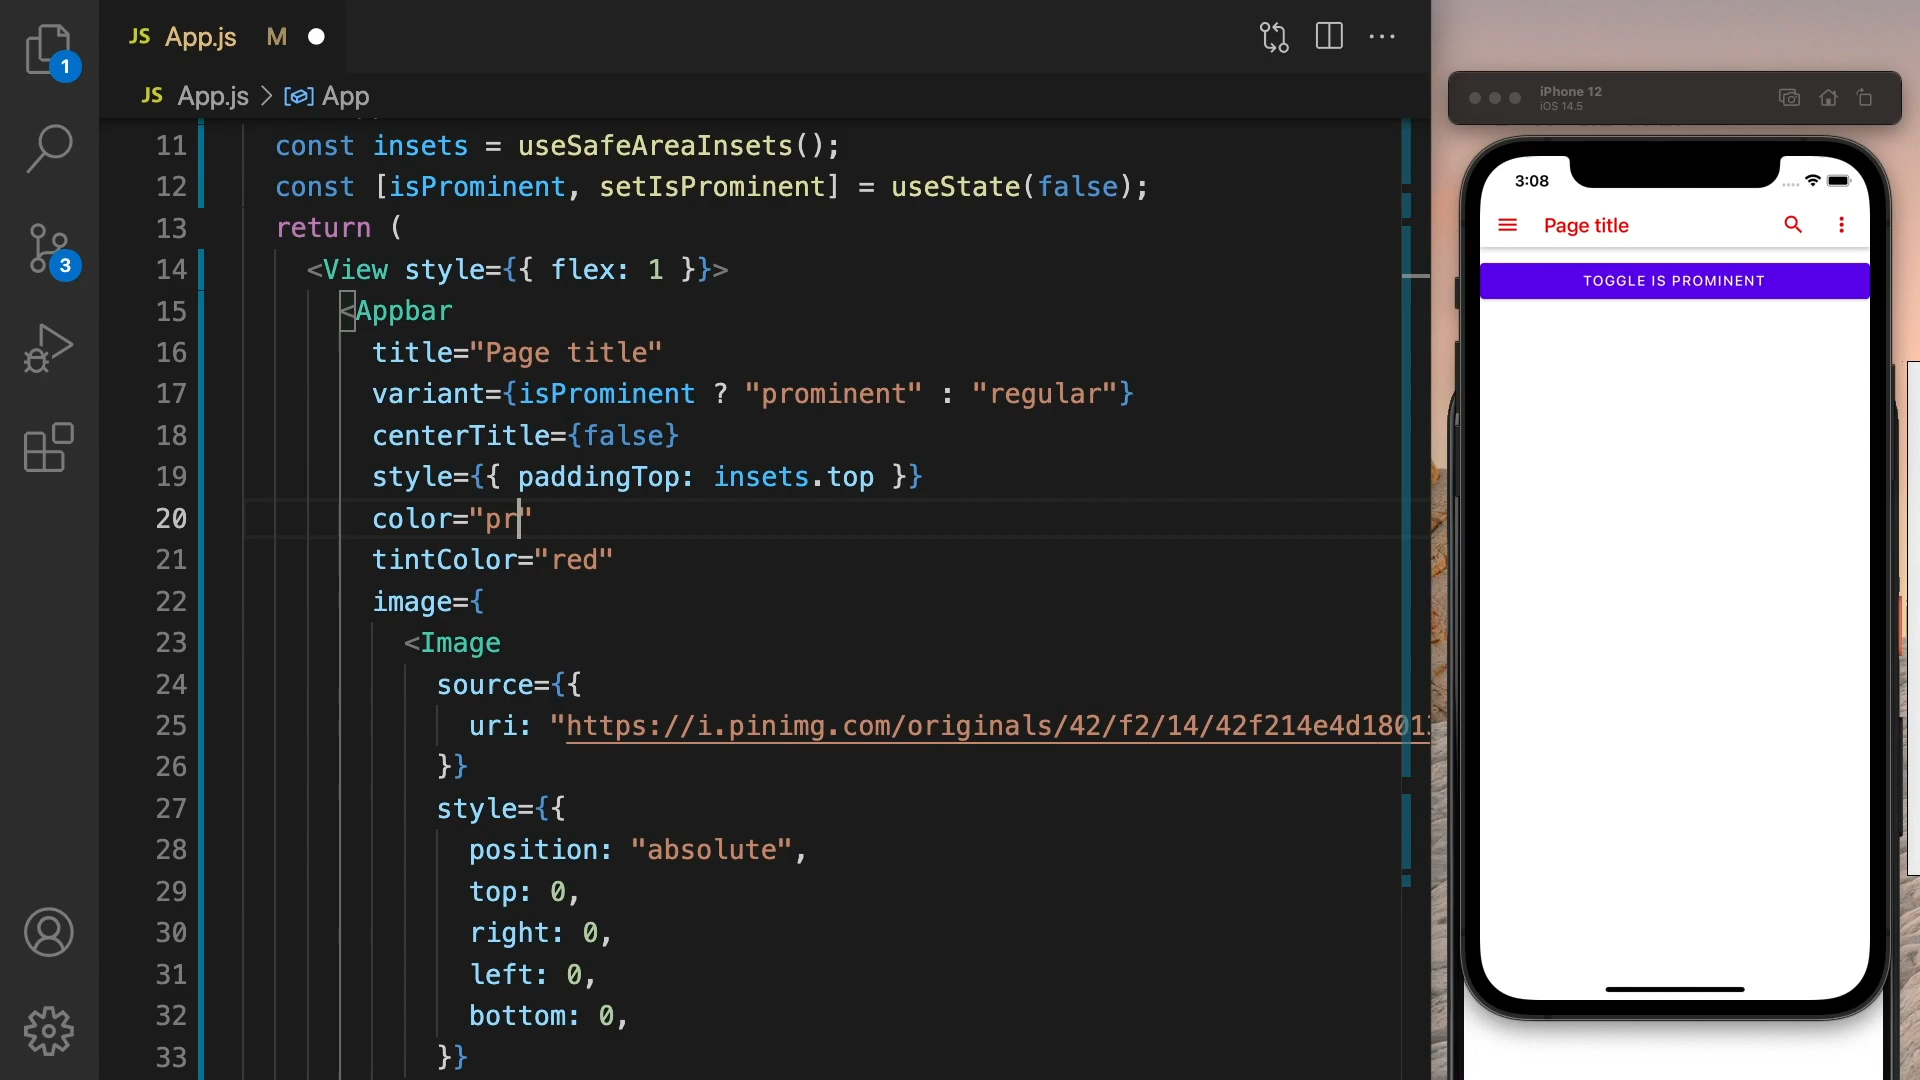 JS App.js M
1
JS App.js > App
11 const insets = useSafeAreaInsets();
12 const [isProminent, setIsProminent] = useState(false);
13 return (
14 <View style={{ flex: 1 }}>
15 <Appbar
16 title="Page title"
17 variant={isProminent ? "prominent" : "regular"}
18 centerTitle={false}
19 style={{ paddingTop: insets.top }}
20 color="pr"
21 tintColor="red"
22 image={
23 <Image
24 source={{
25 uri: "https://i.pinimg.com/originals/42/f2/14/42f214e4d1801
26 }}
27 style={{
28 position: "absolute",
29 top: 0,
30 right: 0,
31 left: 0,
32 bottom: 0,
33 }}
3
iPhone 12
iOS 14.5
3:08
Page title
TOGGLE IS PROMINENT